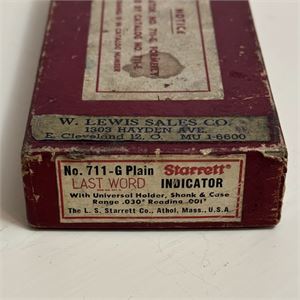 NOTICE
W. LEWIS SALES CO.
1303 HAYDEN AVE.
E. Cleveland 12, O. MU 1-6600
No. 711-G Plain Starrett
LAST WORD INDICATOR
With Universal Holder, Shank & Case
Range .030" Reading .001"
The L. S. Starrett Co., Athol, Mass., U.S.A.